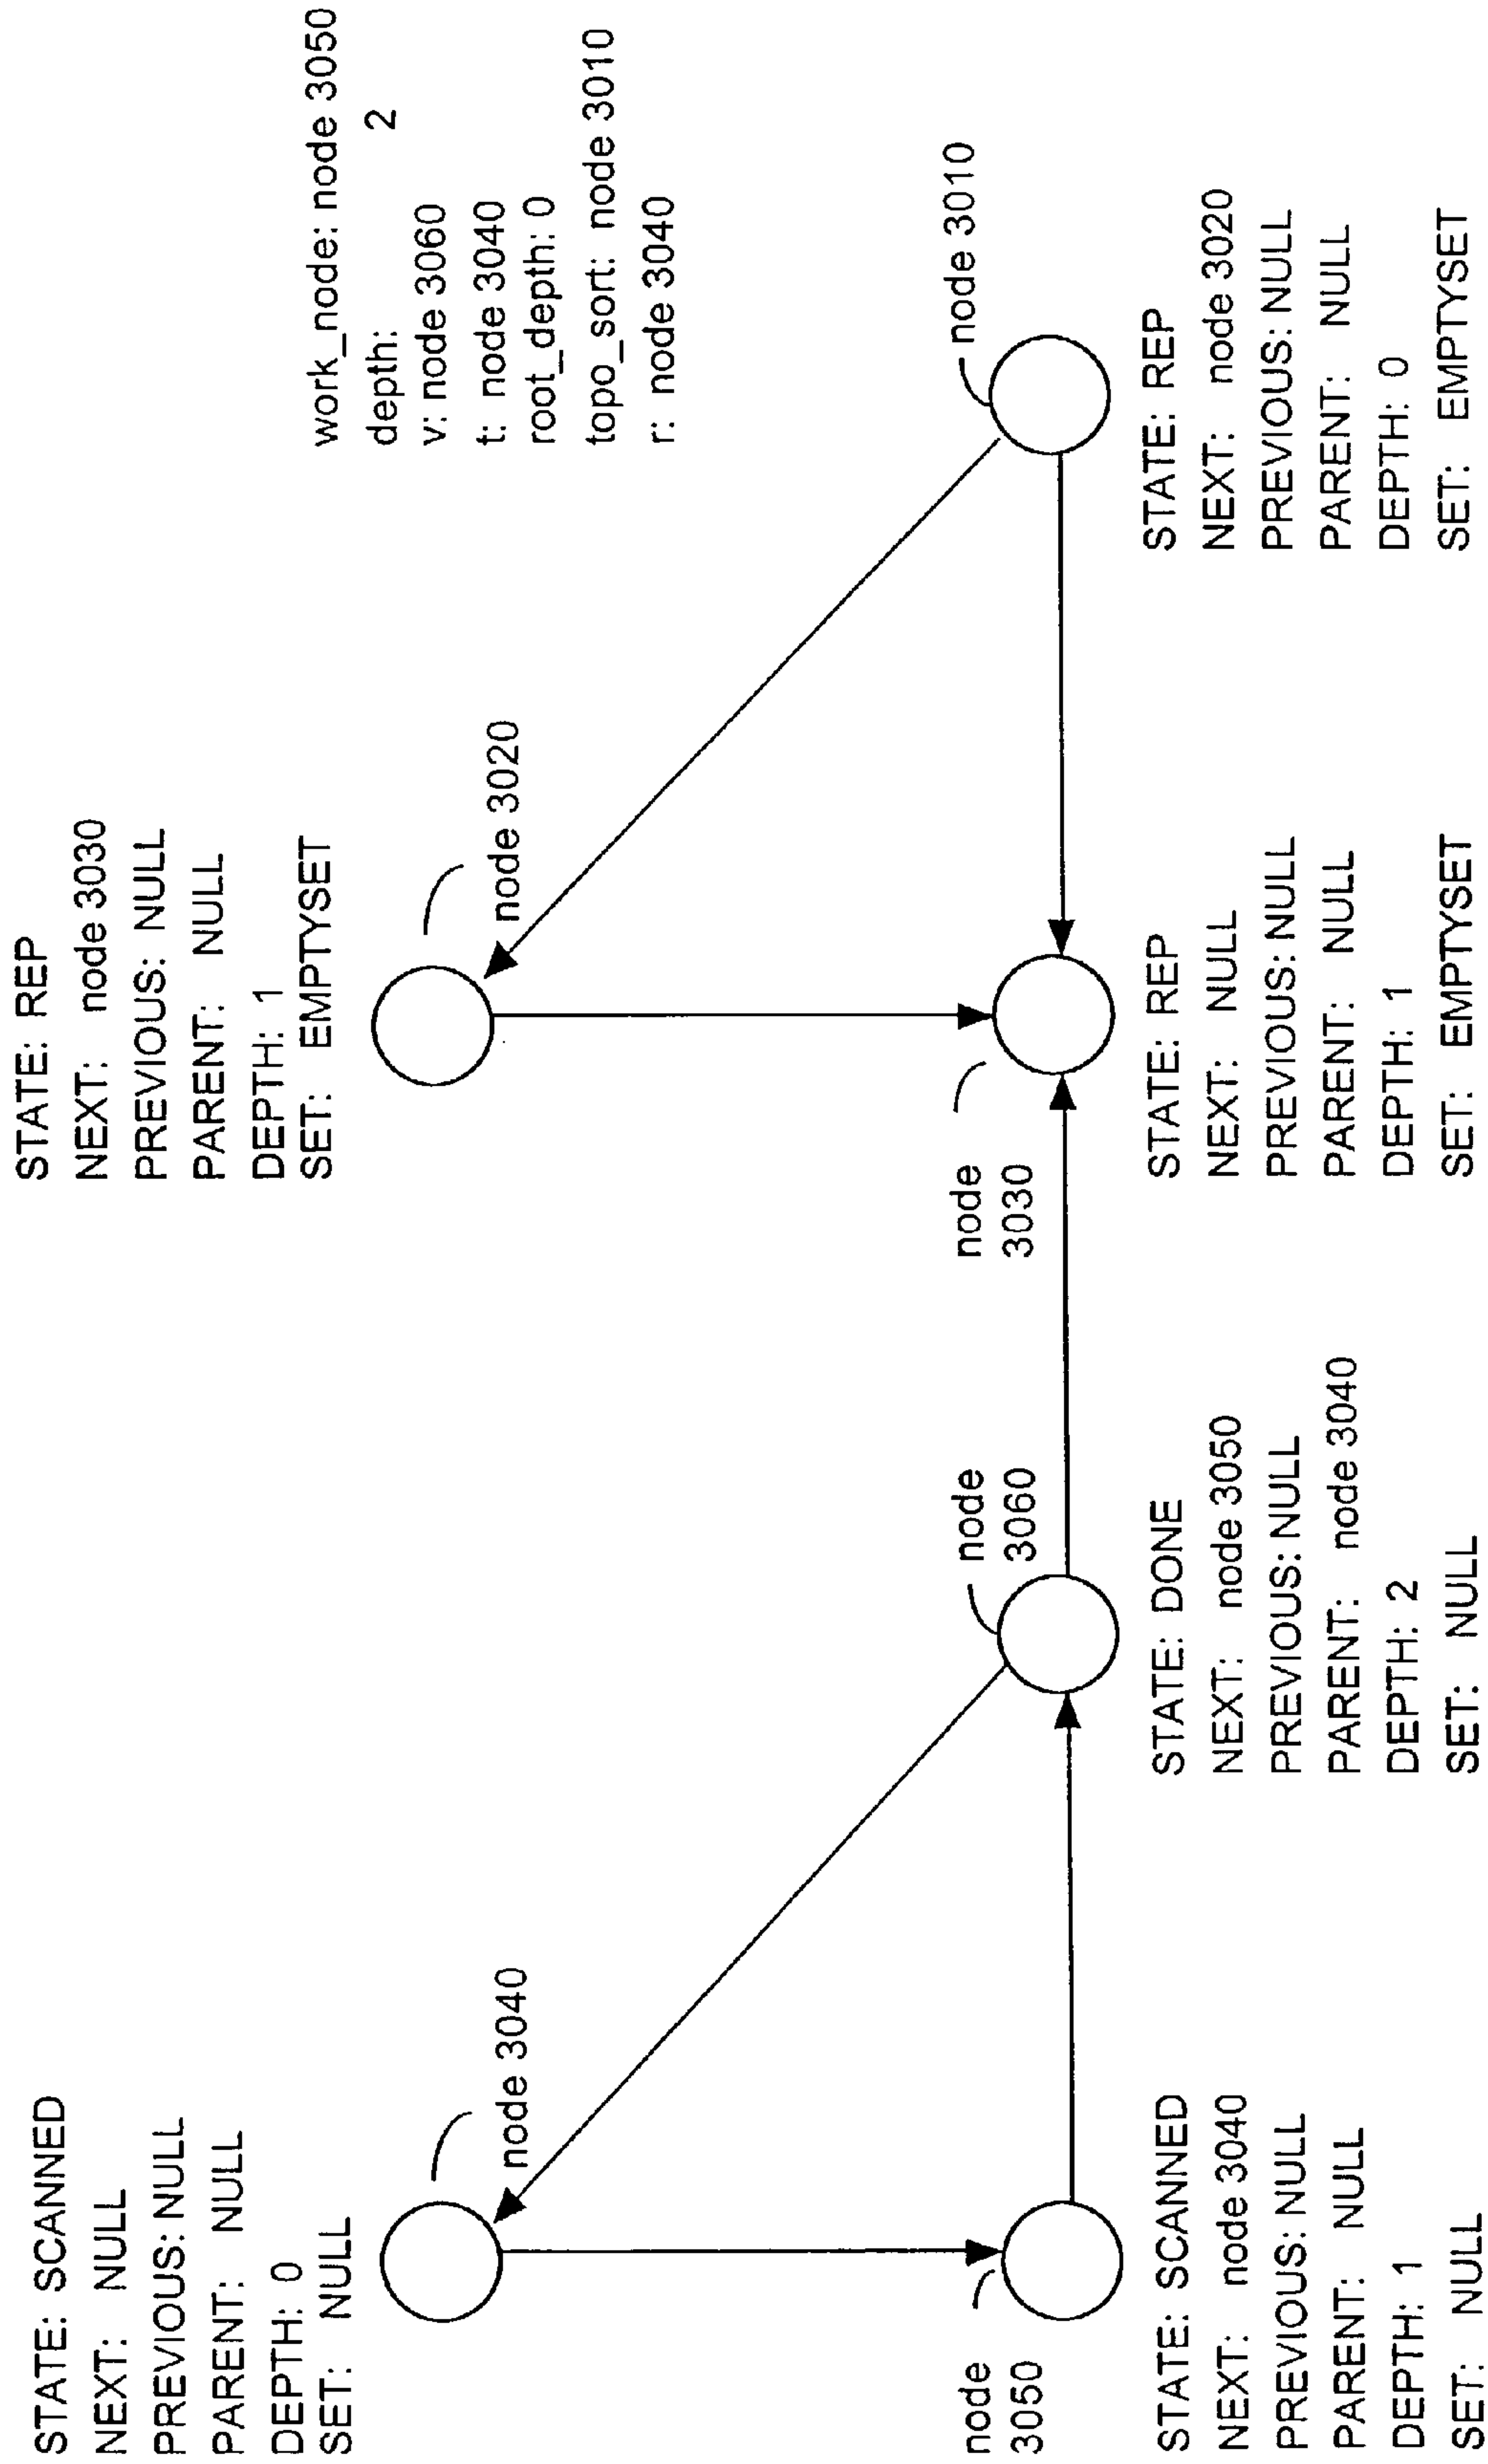 STATE: SCANNED
NEXT: NULL
PREVIOUS: NULL
PARENT: NULL
DEPTH: 0
SET: NULL
node 3040
STATE: REP
NEXT: node 3030
PREVIOUS: NULL
PARENT: NULL
DEPTH: 1
SET: EMPTYSET
node 3020
work_node: node 3050
depth: 2
v: node 3060
t: node 3040
root_depth: 0
topo_sort: node 3010
r: node 3040
node
3050
STATE: SCANNED
NEXT: node 3040
PREVIOUS: NULL
PARENT: NULL
DEPTH: 1
SET: NULL
node
3060
STATE: DONE
NEXT: node 3050
PREVIOUS: NULL
PARENT: node 3040
DEPTH: 2
SET: NULL
node
3030
STATE: REP
NEXT: NULL
PREVIOUS: NULL
PARENT: NULL
DEPTH: 1
SET: EMPTYSET
node 3010
STATE: REP
NEXT: node 3020
PREVIOUS: NULL
PARENT: NULL
DEPTH: 0
SET: EMPTYSET